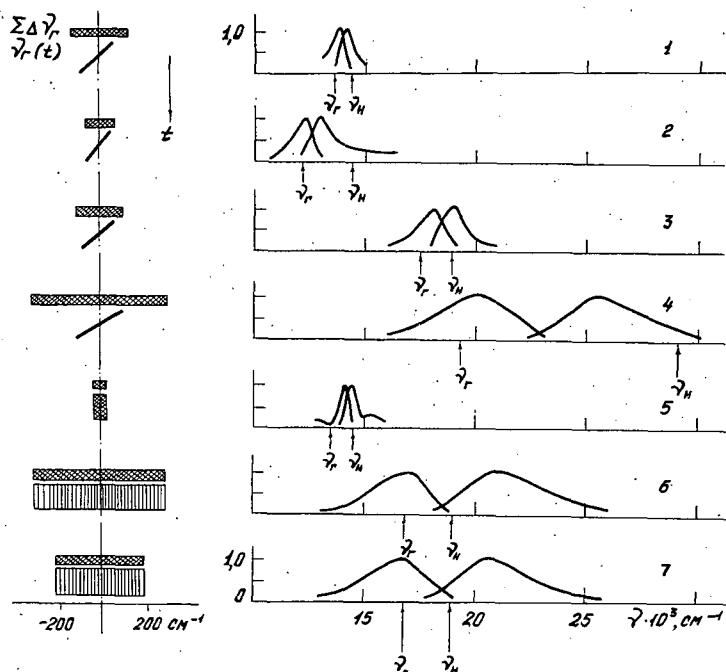 ΣΔν̃г
ν̃г(t)
t
1,0
ν̃г ν̃н
1
2
ν̃г ν̃н
3
ν̃г ν̃н
4
ν̃г ν̃н
5
ν̃г ν̃н
6
ν̃г ν̃н
1,0
7
0
-200 200 см⁻¹ 15 20 25 ν̃·10³, см⁻¹
ν̃н